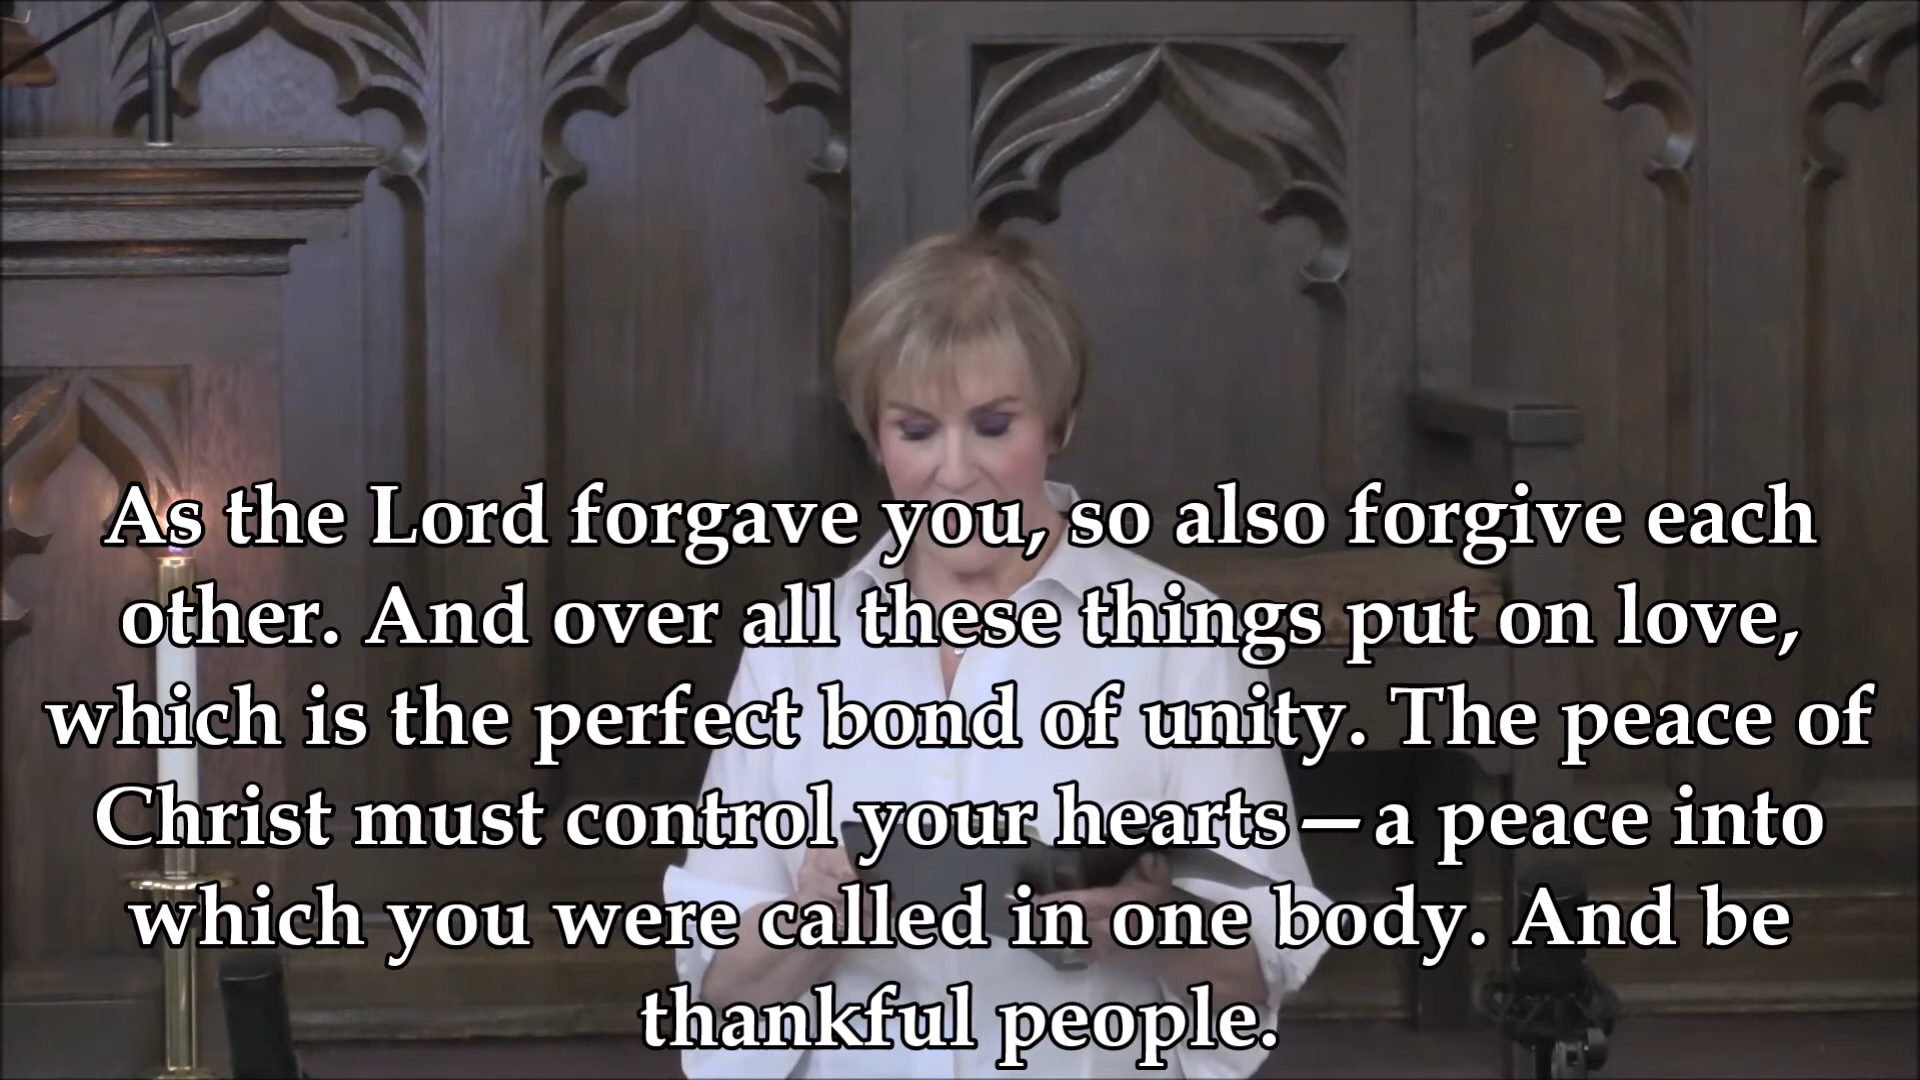 As the Lord forgave you, so also forgive each
other. And over all these things put on love,
which is the perfect bond of unity. The peace of
Christ must control your hearts—a peace into
which you were called in one body. And be
thankful people.